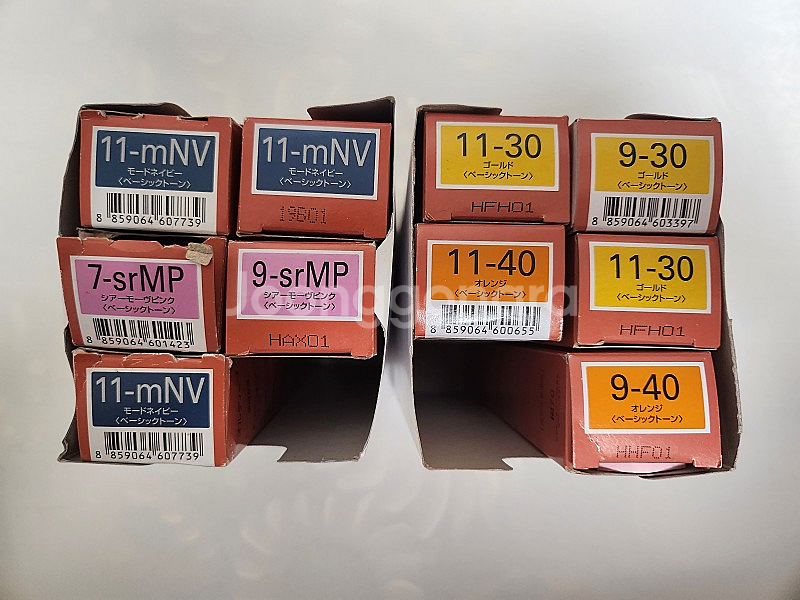 11-mNV
モードネイビー
〈ベーシックトーン〉
8 859064 607739
11-mNV
モードネイビー
〈ベーシックトーン〉
19B01
7-srMP
シアーモーヴピンク
〈ベーシックトーン〉
8 859064 601423
9-srMP
シアーモーヴピンク
〈ベーシックトーン〉
HAX01
11-mNV
モードネイビー
〈ベーシックトーン〉
8 859064 607739
11-30
ゴールド
〈ベーシックトーン〉
HFH01
9-30
ゴールド
〈ベーシックトーン〉
8 859064 603397
11-40
オレンジ
〈ベーシックトーン〉
8 859064 600655
11-30
ゴールド
〈ベーシックトーン〉
HFH01
9-40
オレンジ
〈ベーシックトーン〉
HHF01
Joonggonara